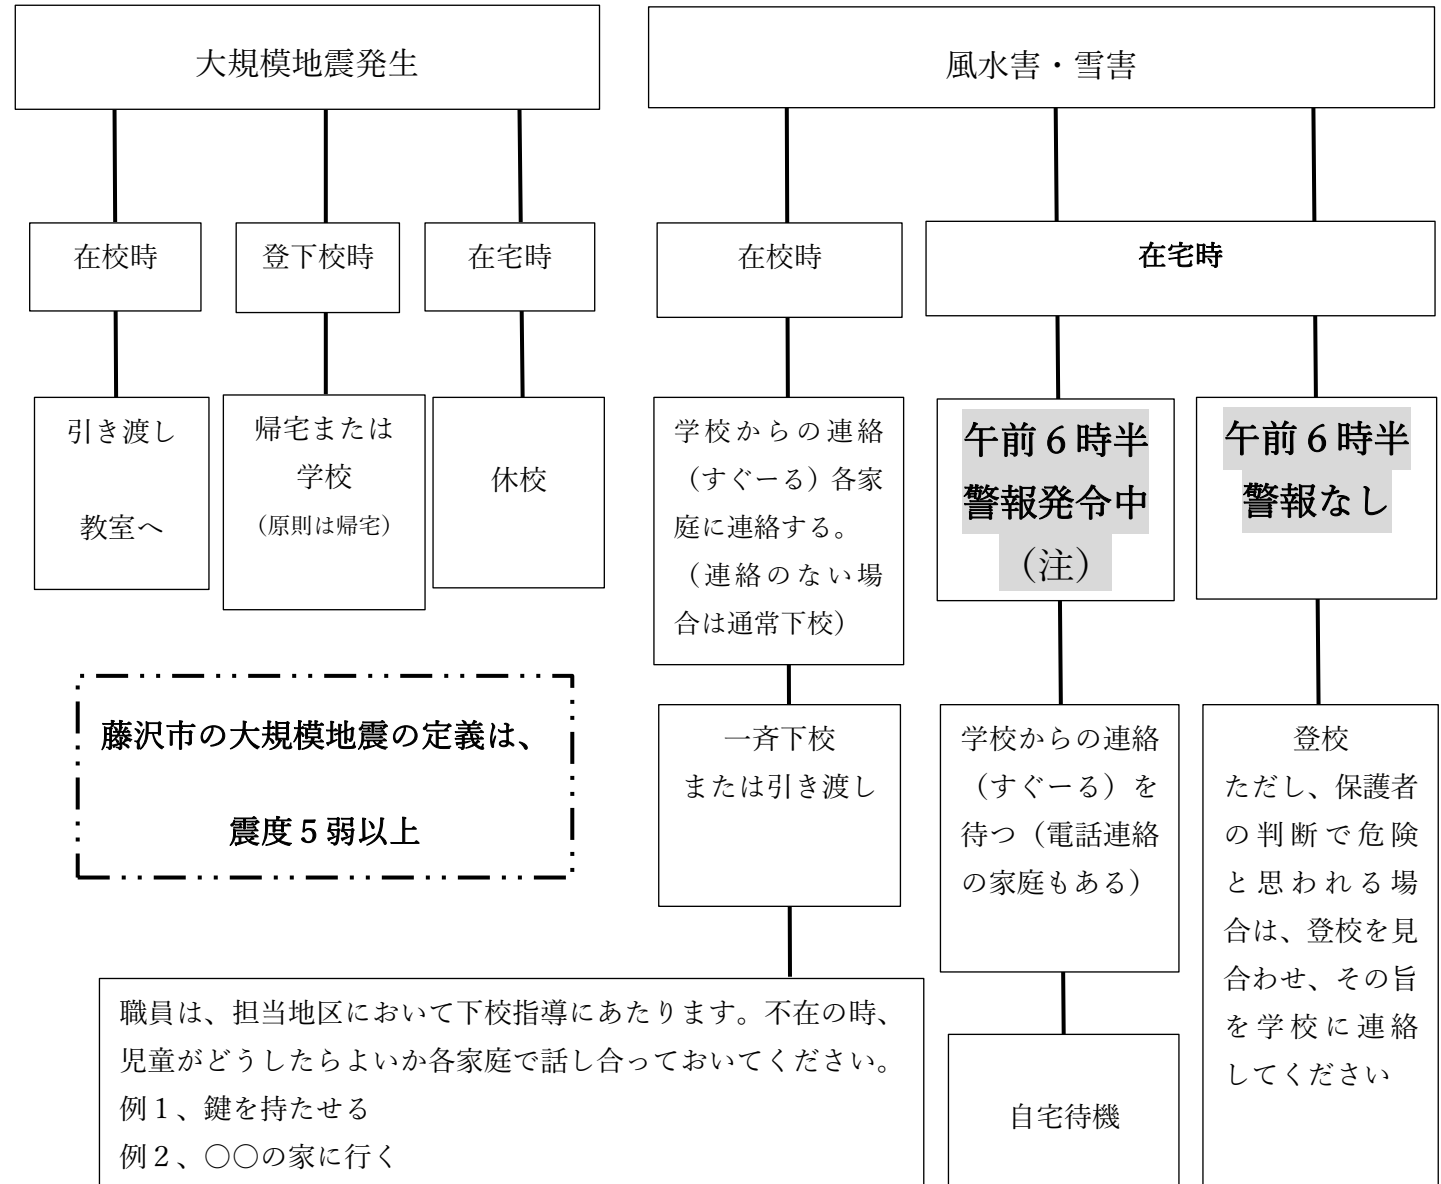 大規模地震発生
風水害・雪害
在校時
登下校時
在宅時
在校時
在宅時
引き渡し
教室へ
帰宅または
学校
（原則は帰宅）
休校
学校からの連絡
（すぐーる）各家
庭に連絡する。
（連絡のない場
合は通常下校）
午前６時半
警報発令中
（注）
午前６時半
警報なし
藤沢市の大規模地震の定義は、
震度５弱以上
一斉下校
または引き渡し
学校からの連絡
（すぐーる）を
待つ（電話連絡
の家庭もある）
登校
ただし、保護者
の判断で危険
と思われる場
合は、登校を見
合わせ、その旨
を学校に連絡
してください
職員は、担当地区において下校指導にあたります。不在の時、
児童がどうしたらよいか各家庭で話し合っておいてください。
例１、鍵を持たせる
例２、○○の家に行く
自宅待機